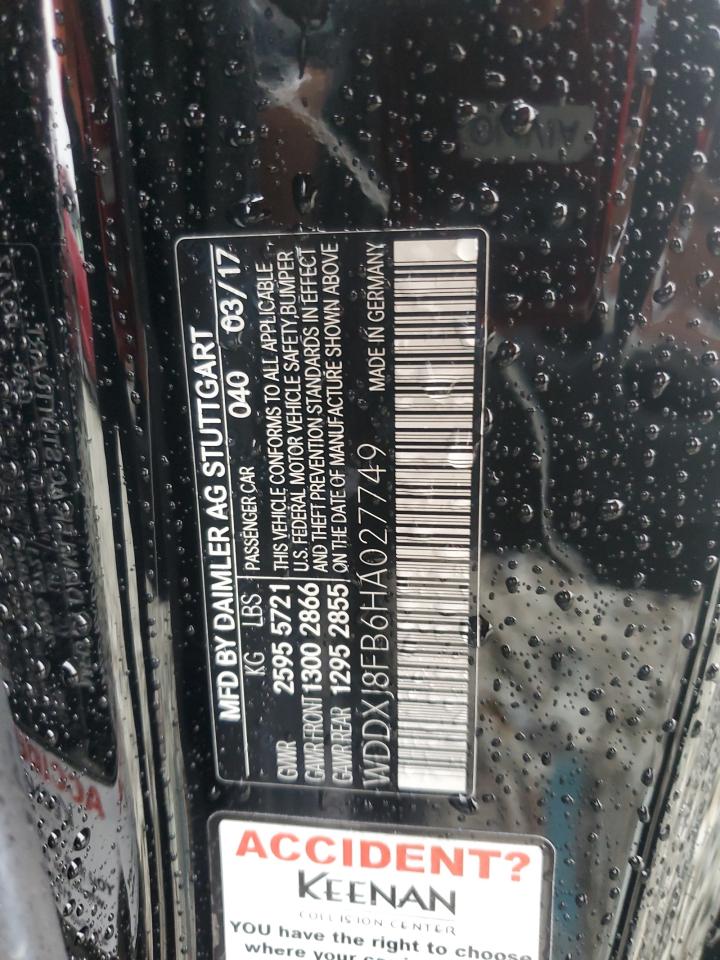 MFD BY DAIMLER AG STUTTGART
KG LBS PASSENGER CAR 040 03/17
GVWR 2595 5721 THIS VEHICLE CONFORMS TO ALL APPLICABLE
GAWR FRONT 1300 2866 U.S. FEDERAL MOTOR VEHICLE SAFETY, BUMPER
AND THEFT PREVENTION STANDARDS IN EFFECT
GAWR REAR 1295 2855 ON THE DATE OF MANUFACTURE SHOWN ABOVE
WDDXJ8FB6HA027749 MADE IN GERMANY
ACCIDENT?
KEENAN
COLLISION CENTER
YOU have the right to choose
where your